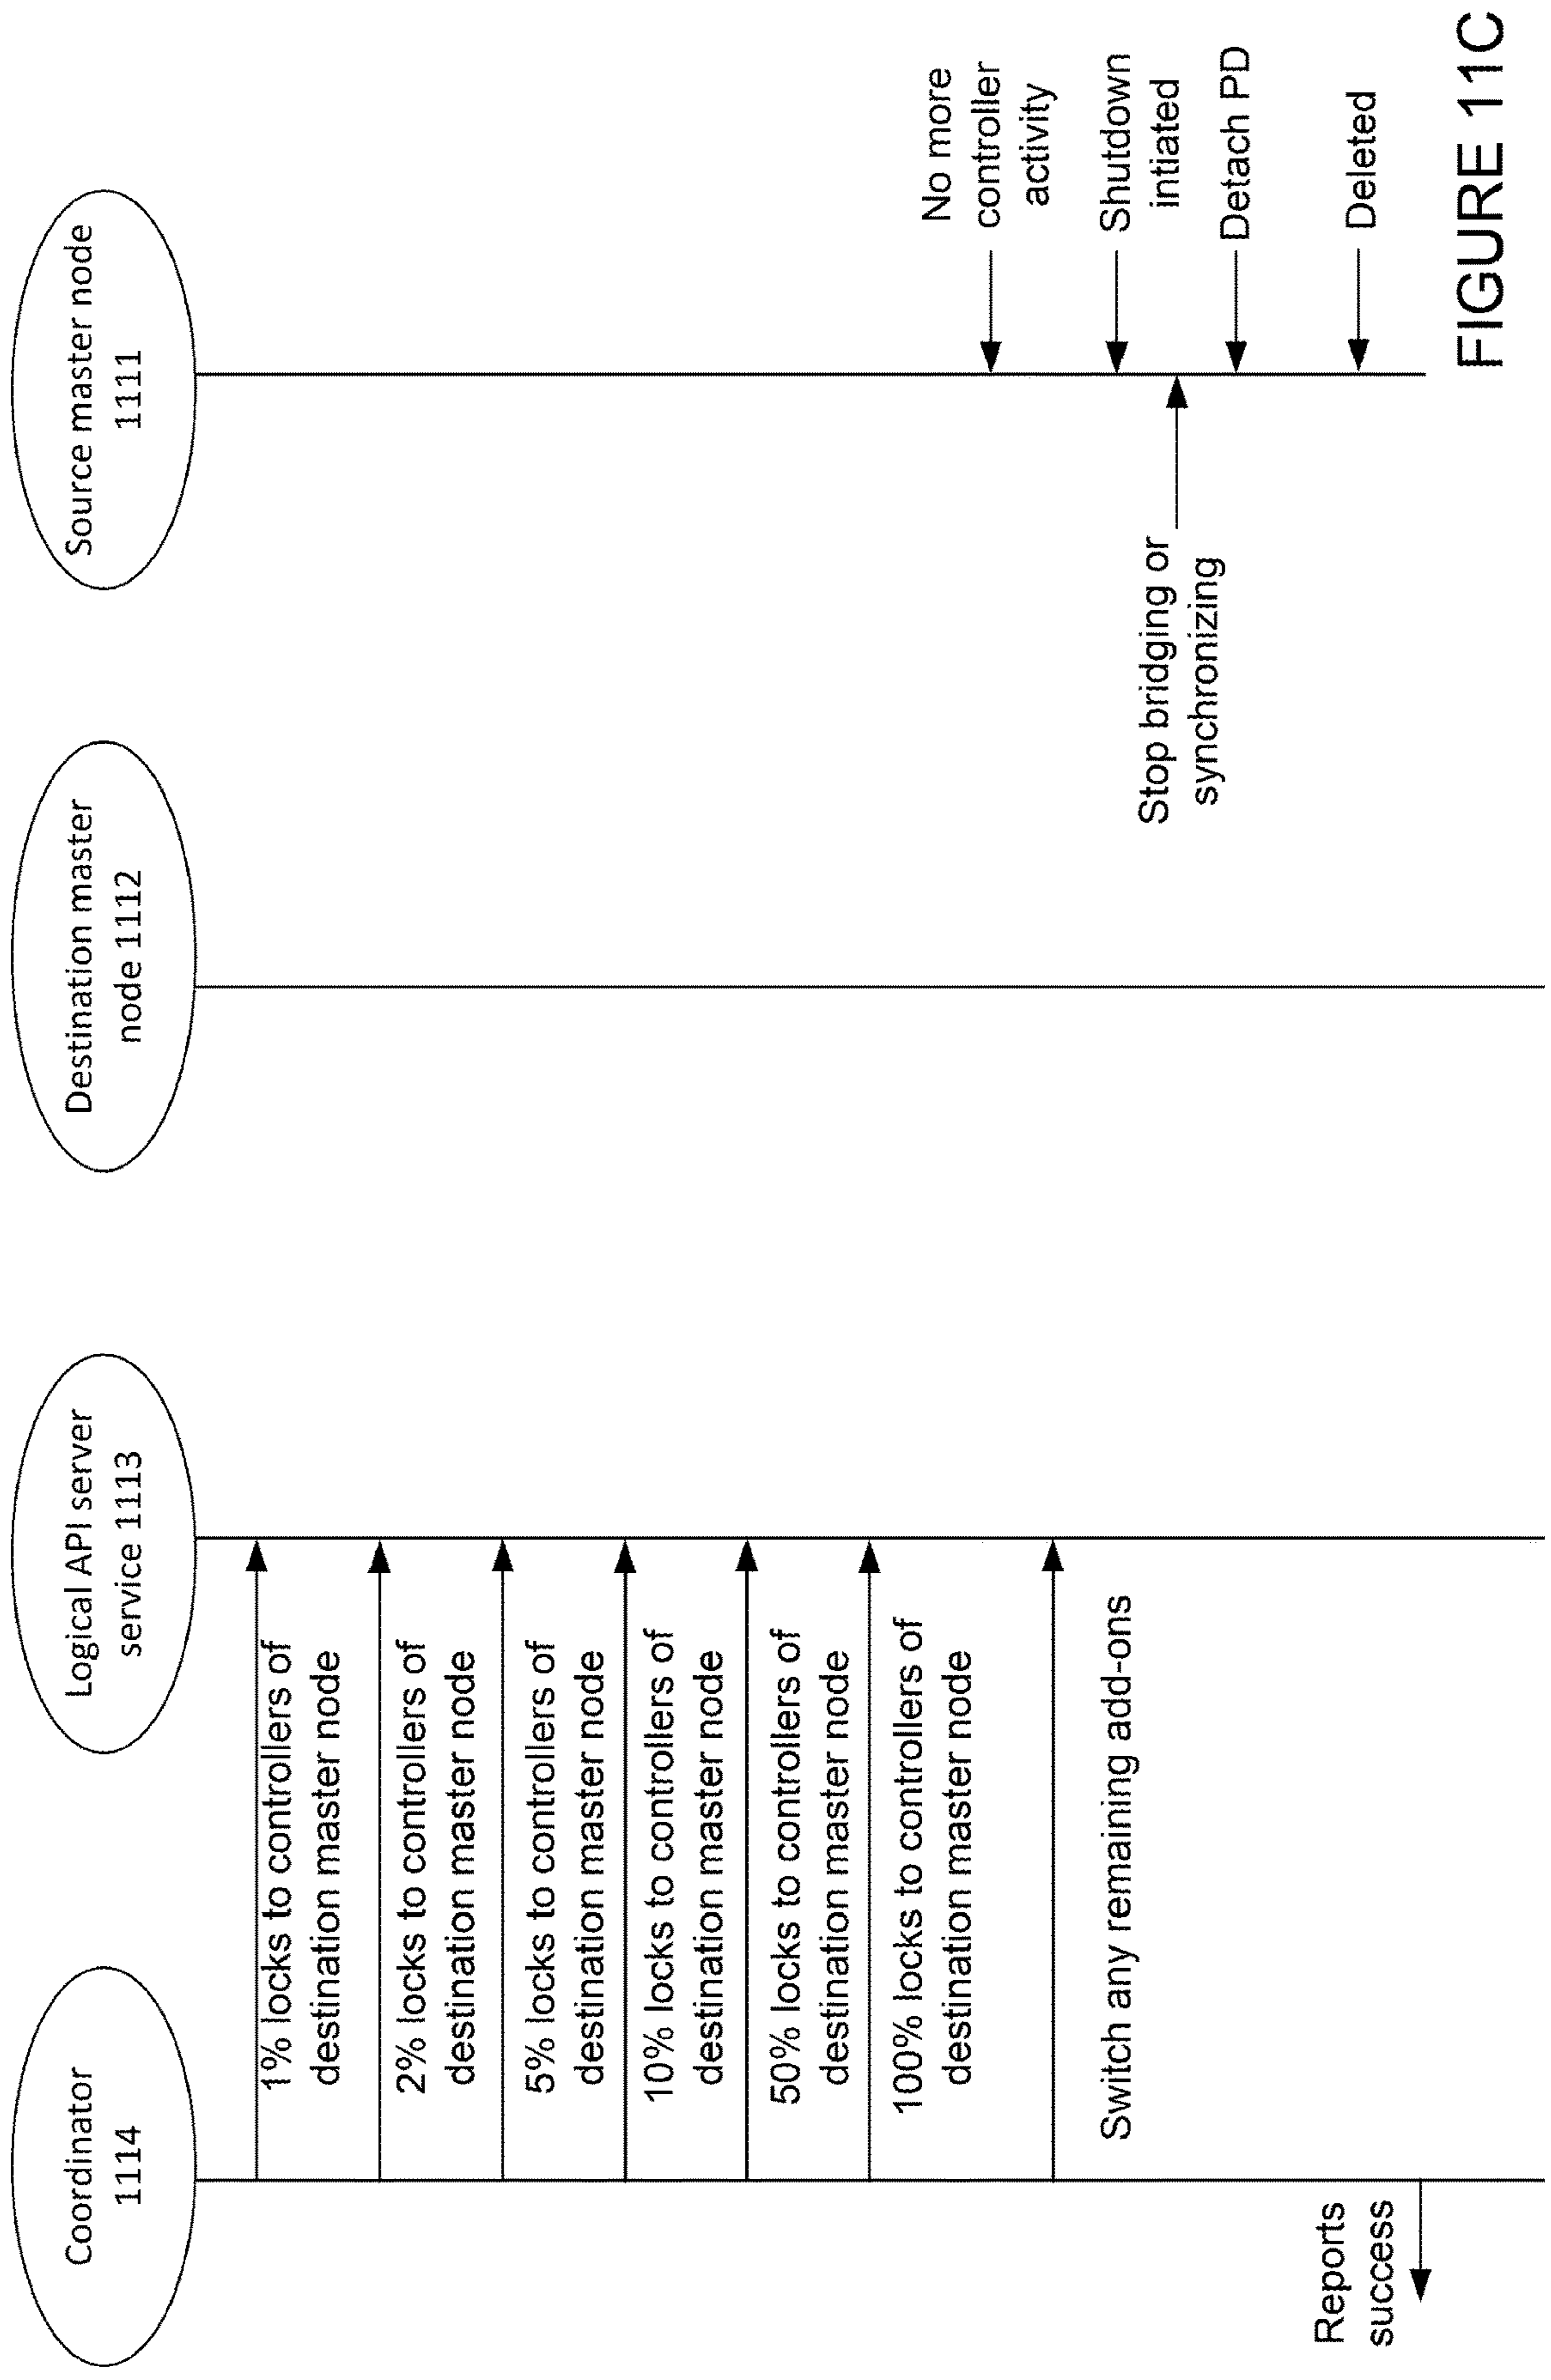 Coordinator
1114
Logical API server
service 1113
Destination master
node 1112
Source master node
1111
1% locks to controllers of
destination master node
2% locks to controllers of
destination master node
5% locks to controllers of
destination master node
10% locks to controllers of
destination master node
50% locks to controllers of
destination master node
100% locks to controllers of
destination master node
Switch any remaining add-ons
No more
controller
activity
Shutdown
intiated
Stop bridging or
synchronizing
Detach PD
Deleted
Reports
success
FIGURE 11C